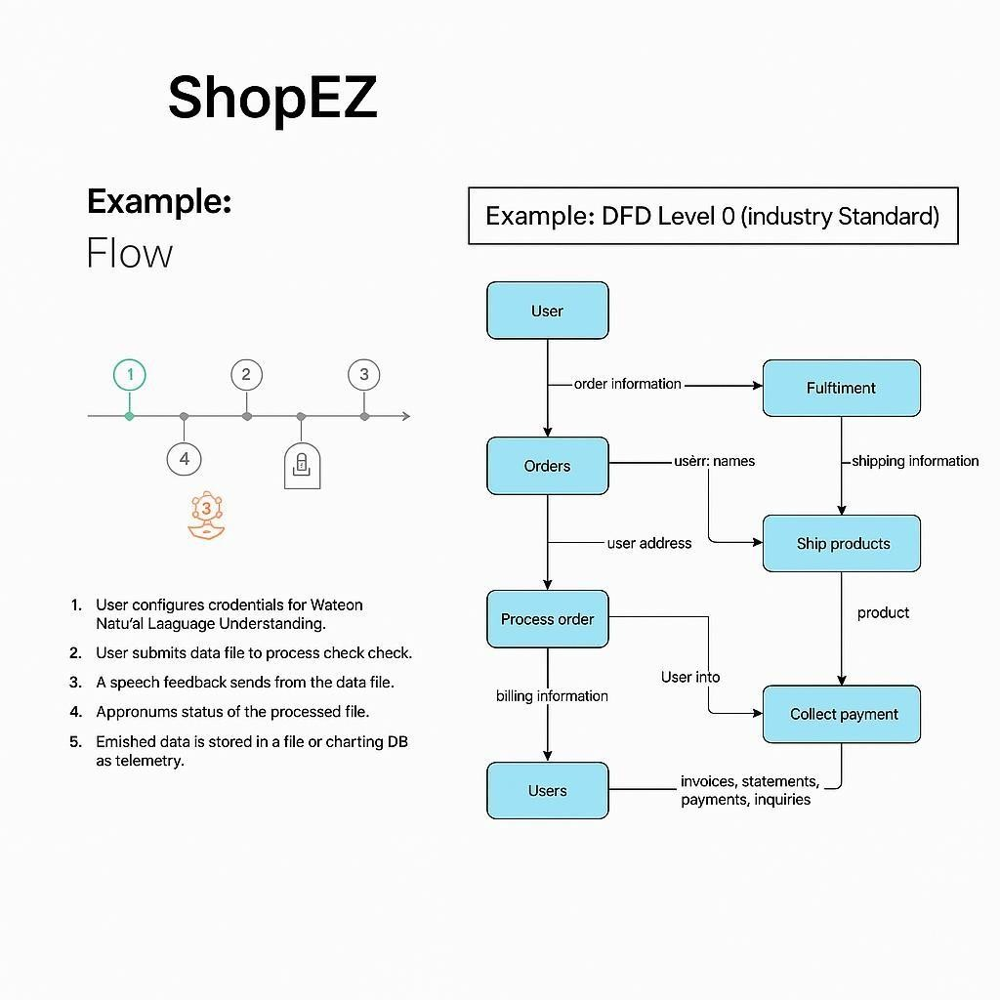 ShopEZ
Example:
Flow
1
2
3
4
3
1. User configures crodentials for Wateon
Natu'al Laaguage Understanding.
2. User submits data file to process check check.
3. A speech feedback sends from the data file.
4. Appronums status of the processed file.
5. Emished data is stored in a file or charting DB
as telemetry.
Example: DFD Level 0 (industry Standard)
User
order information
Fulftiment
Orders
usèrr: names
shipping information
user address
Ship products
Process order
product
User into
billing information
Collect payment
Users
invoices, statements,
payments, inquiries